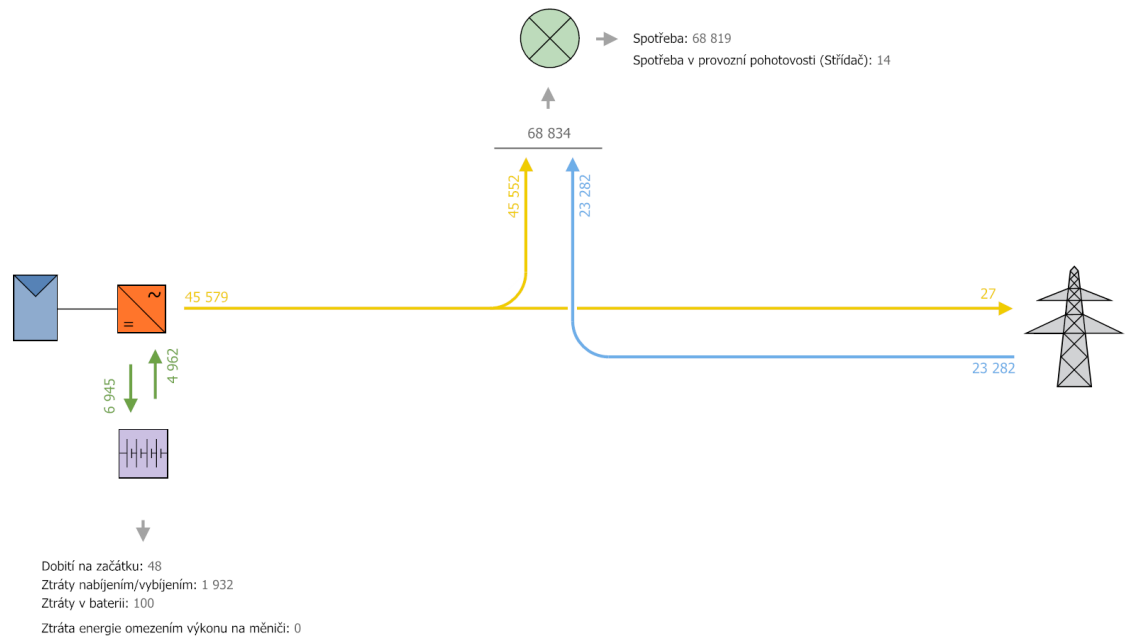 Spotřeba: 68 819
Spotřeba v provozní pohotovosti (Střídač): 14
68 834
45 552
23 282
45 579
27
23 282
6 945
4 962
Dobití na začátku: 48
Ztráty nabíjením/vybíjením: 1 932
Ztráty v baterii: 100
Ztráta energie omezením výkonu na měniči: 0